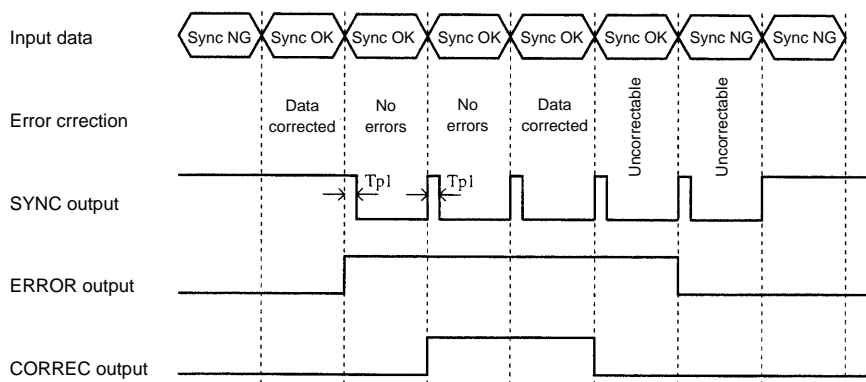 Input data
Sync NG Sync OK Sync OK Sync OK Sync OK Sync OK Sync NG Sync NG
Error crrection
Data corrected
No errors
No errors
Data corrected
Uncorrectable
Uncorrectable
Tp1
Tp1
SYNC output
ERROR output
CORREC output